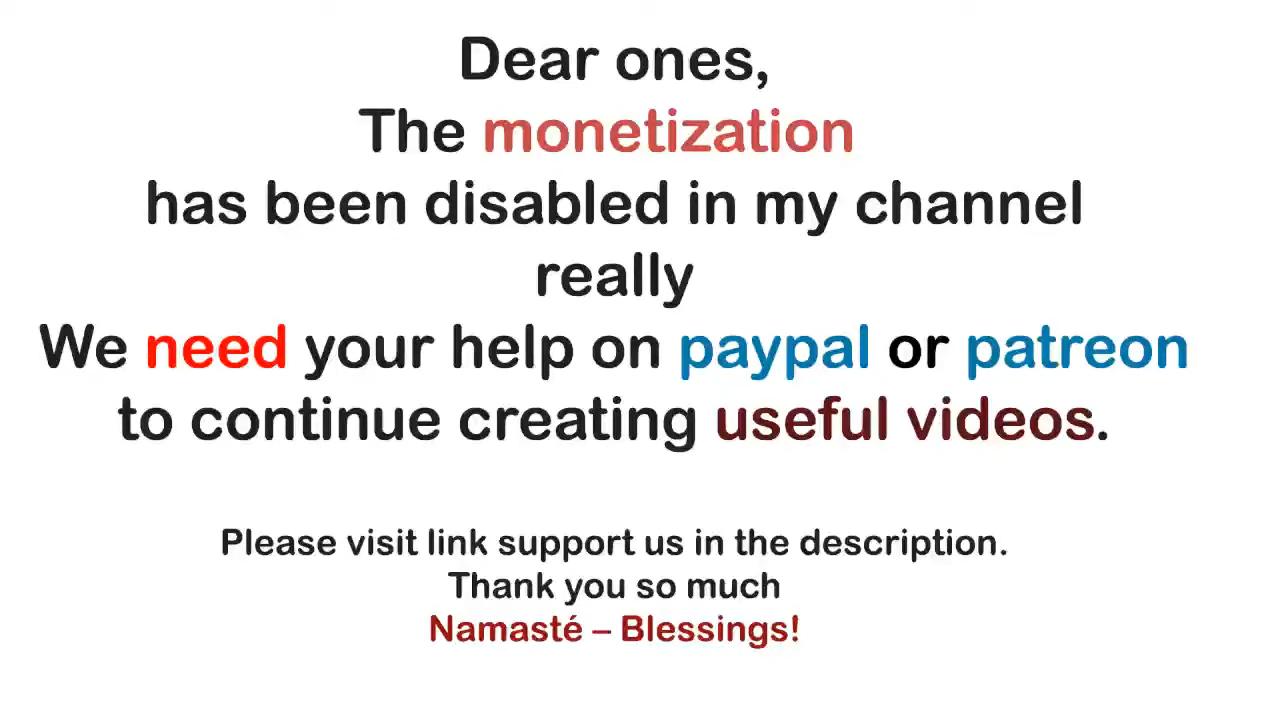 Dear ones,
The monetization
has been disabled in my channel
really
We need your help on paypal or patreon
to continue creating useful videos.
Please visit link support us in the description.
Thank you so much
Namasté – Blessings!